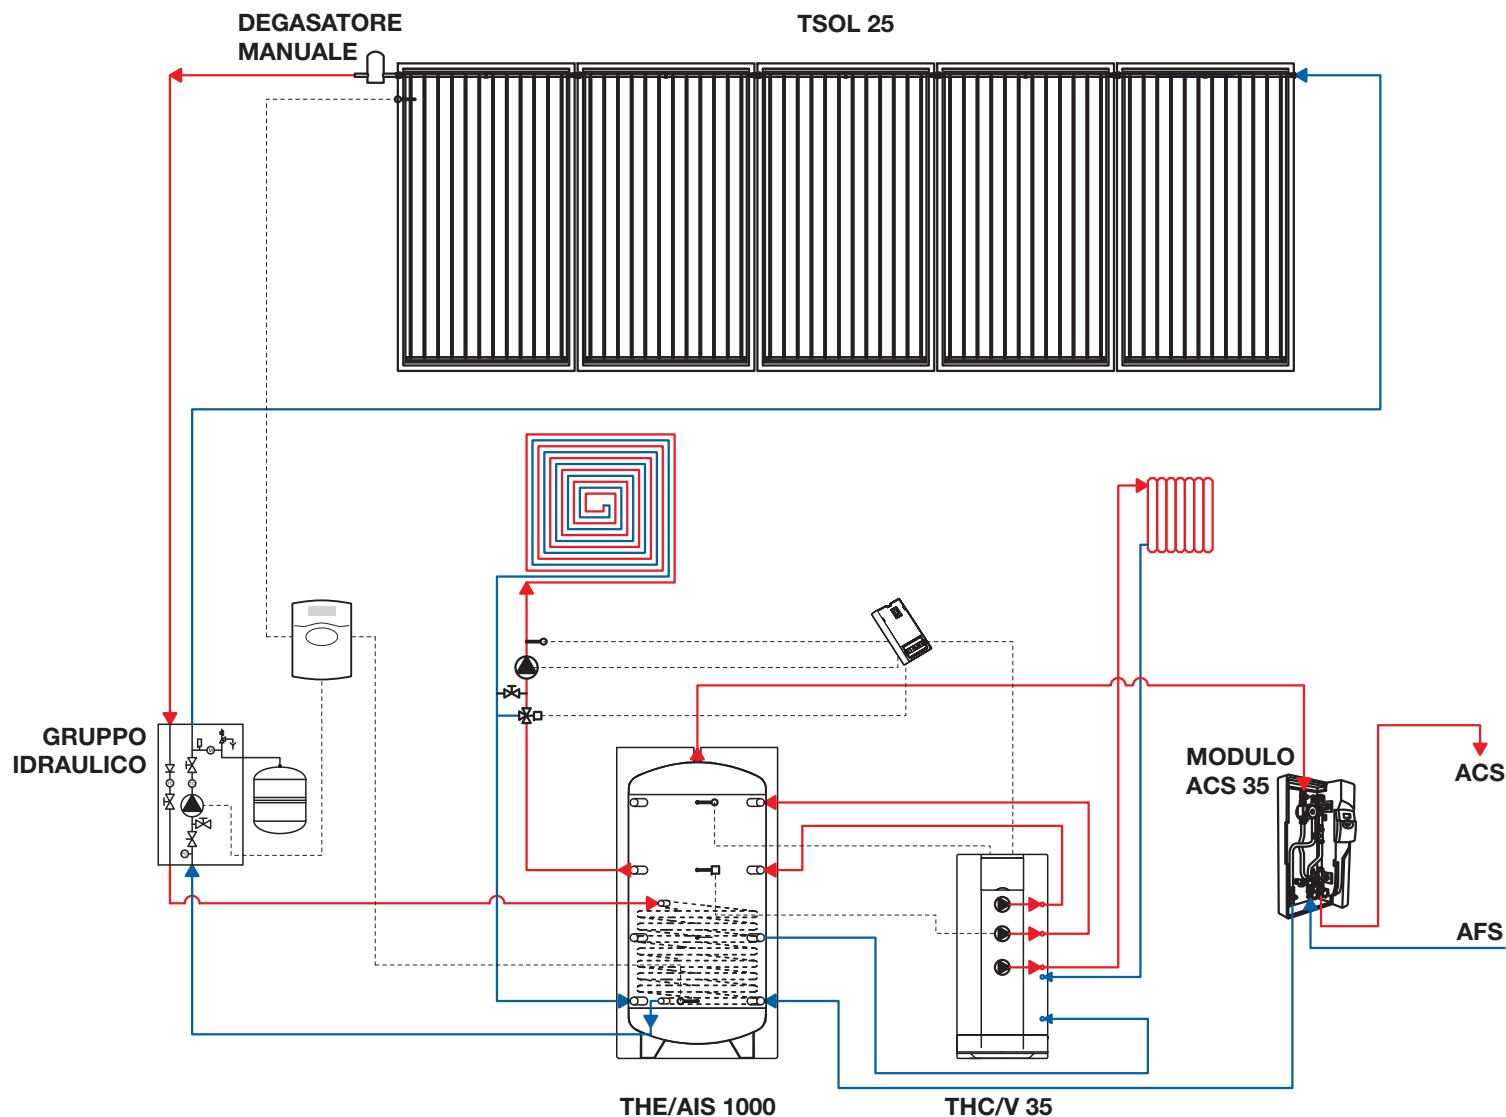 DEGASATORE
MANUALE
TSOL 25
GRUPPO
IDRAULICO
MODULO
ACS 35
ACS
AFS
THE/AIS 1000
THC/V 35